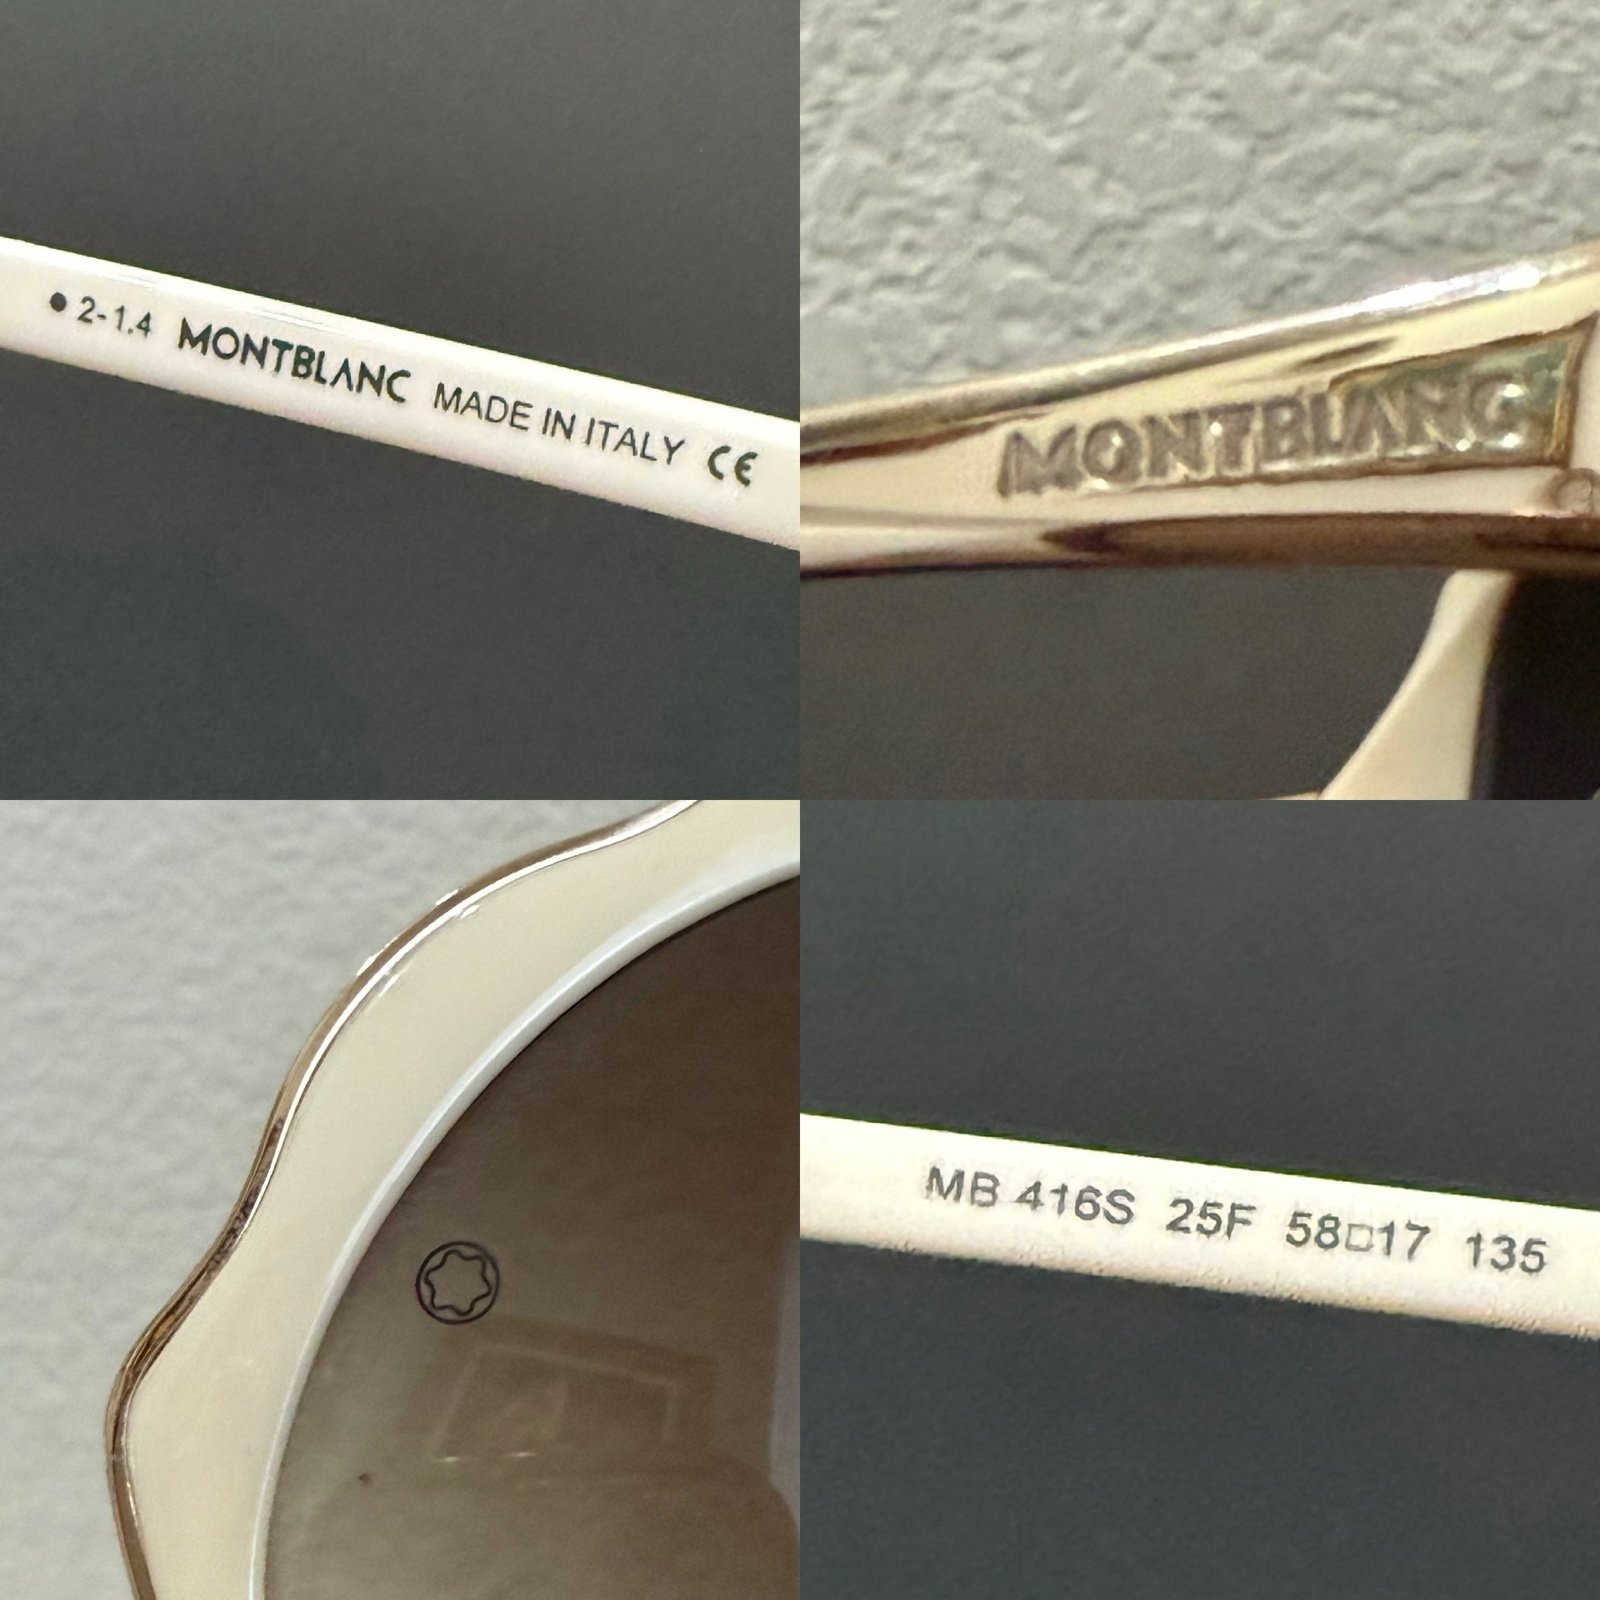 ● 2-1.4 MONTBLANC MADE IN ITALY CE
MONTBLANC
MB 416S 25F 58□17 135